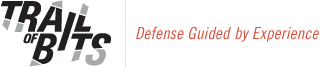 TRAIL
OF
BITS
Defense Guided by Experience